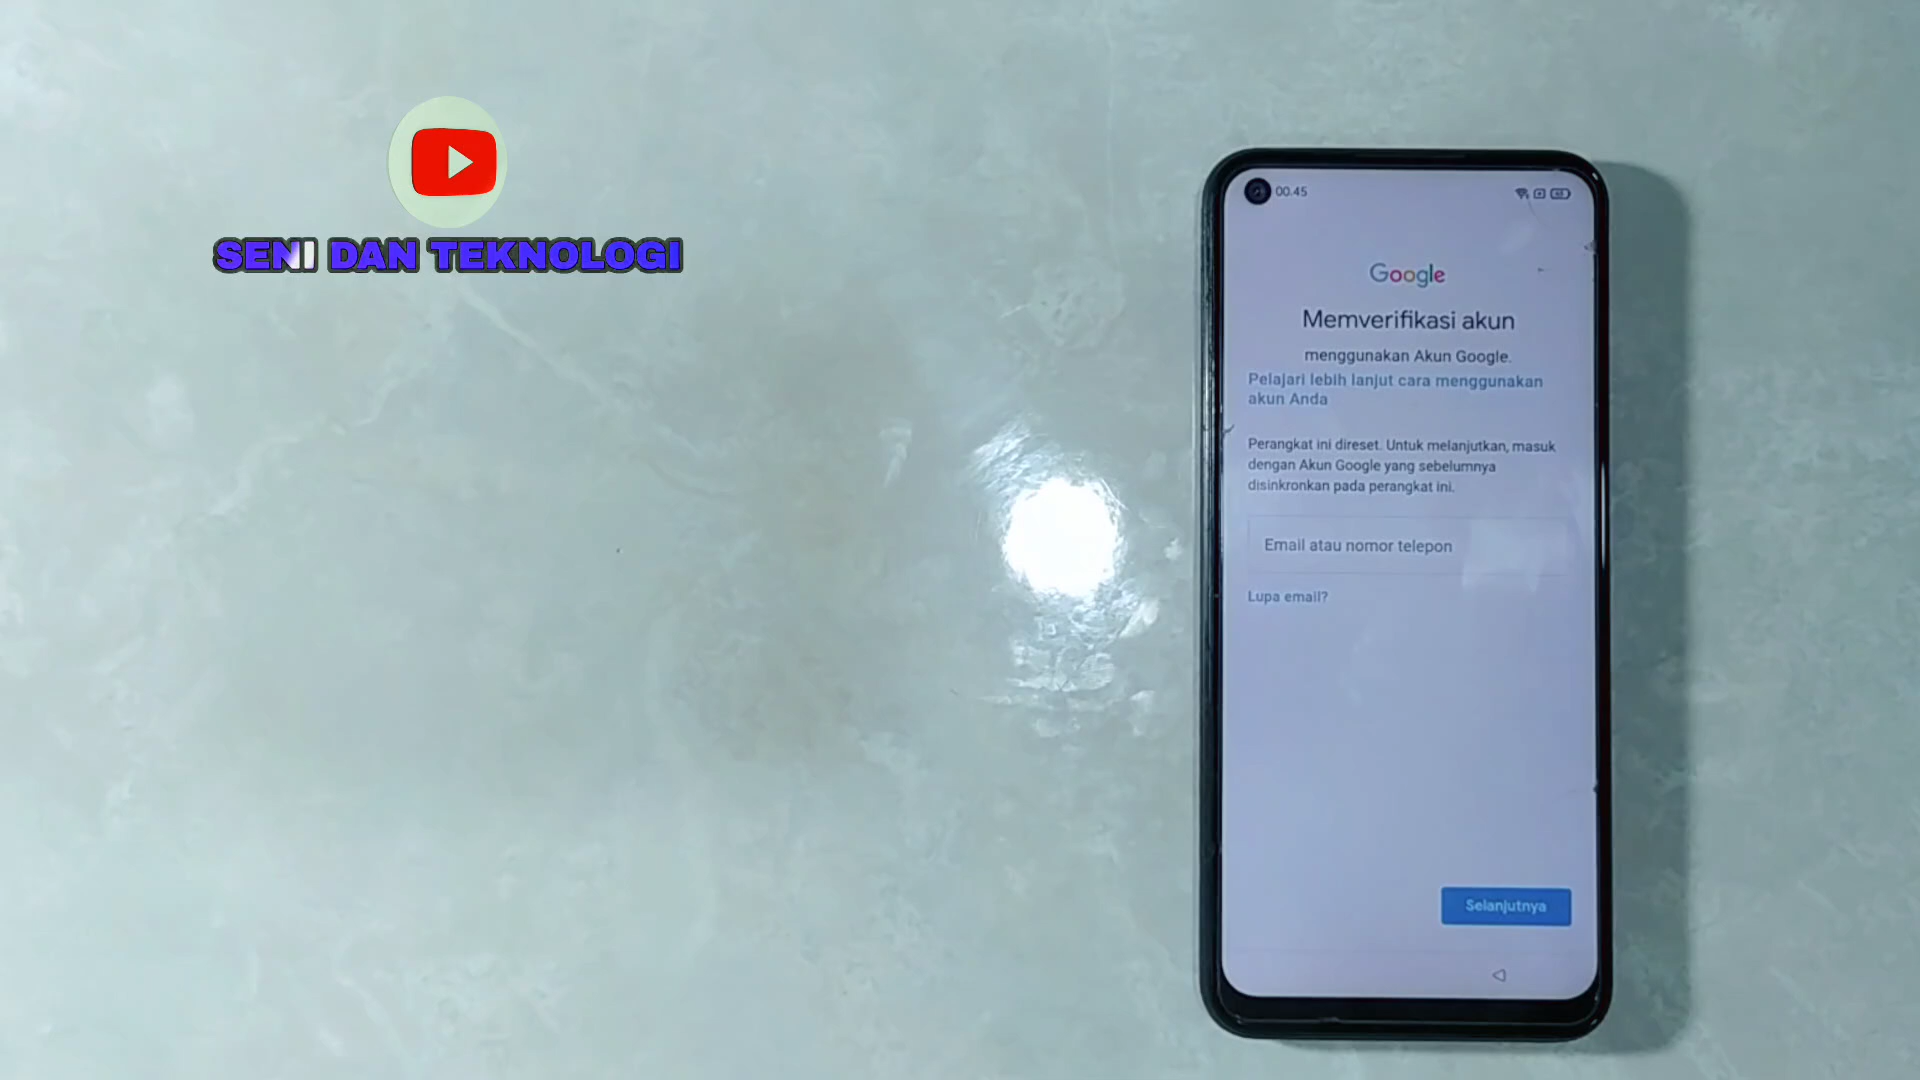 SENI DAN TEKNOLOGI
00.45
Google
Memverifikasi akun
menggunakan Akun Google.
Pelajari lebih lanjut cara menggunakan
akun Anda
Perangkat ini direset. Untuk melanjutkan, masuk
dengan Akun Google yang sebelumnya
disinkronkan pada perangkat ini.
Email atau nomor telepon
Lupa email?
Selanjutnya